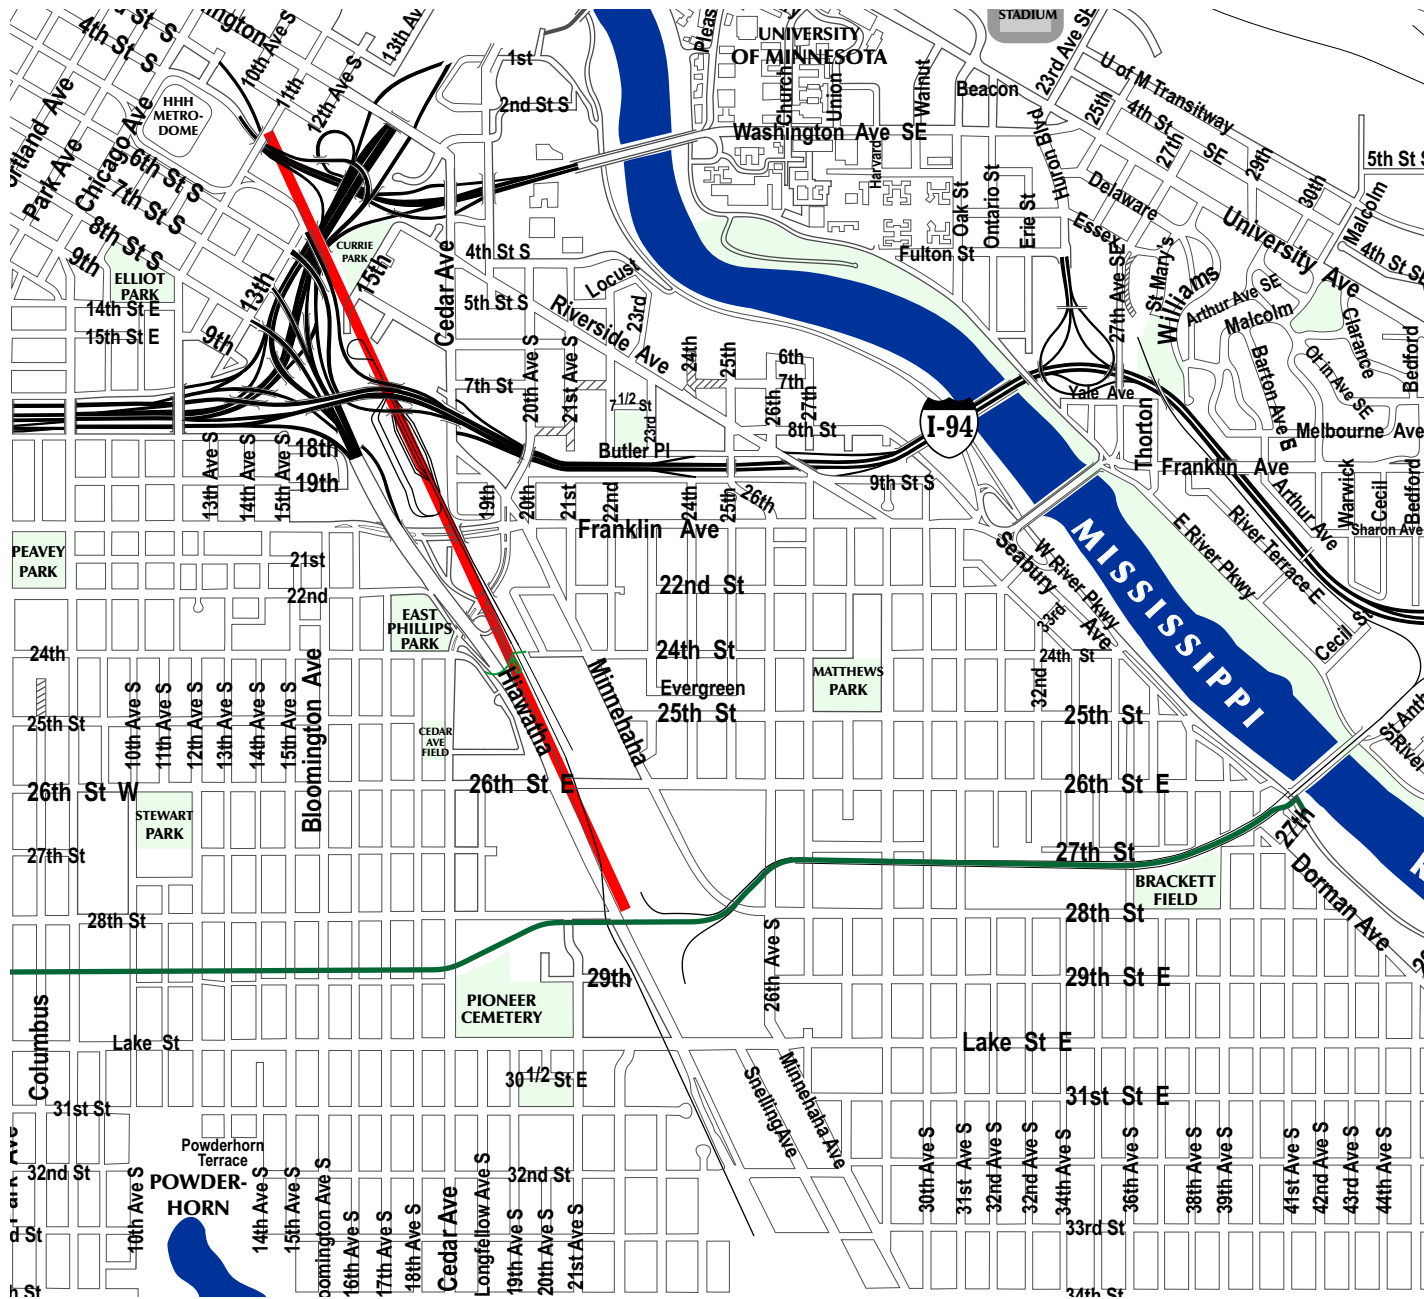 4th St S
10th Ave S
11th
12th Ave S
1st
2nd St S
UNIVERSITY
OF MINNESOTA
STADIUM
Church
Union
Walnut
Beacon
23rd Ave SE
25th
U of M Transitway
4th St SE
27th
29th
30th
5th St S
Malcolm
4th St SE
HHH
METRO-
DOME
Park Ave
Chicago Ave
6th St S
7th St S
8th St S
9th
Washington Ave SE
Harvard
Oak St
Ontario St
Erie St
Huron Blvd
Delaware
Essex
27th Ave SE
St Mary's
Williams
University Ave
Arthur Ave SE
Malcolm
Clarance
Bedford
Barton Ave
Melbourne Ave
ELLIOT
PARK
CURRIE
PARK
15th
13th
14th St E
15th St E
9th
Cedar Ave
4th St S
5th St S
7th St
Locust
Riverside Ave
23rd
24th
25th
20th Ave S
21st Ave S
6th
7th
26th
27th
8th St
7 1/2 St
23rd
Butler Pl
Fulton St
I-94
Yale Ave
Thorton
Franklin Ave
Arthur Ave
Warwick
Cecil
Bedford
Sharon Ave
18th
19th
13th Ave S
14th Ave S
15th Ave S
19th
20th
21st
22nd
24th
25th
26th
9th St S
Franklin Ave
PEAVEY
PARK
21st
22nd
22nd St
24th St
Evergreen
25th St
Seabury Ave
W River Pkwy
33rd
24th St
32nd
MISSISSIPPI
E River Pkwy
River Terrace E
Cecil St
EAST
PHILLIPS
PARK
MATTHEWS
PARK
24th
25th St
26th St W
27th St
28th St
10th Ave S
11th Ave S
12th Ave S
13th Ave S
14th Ave S
15th Ave S
Bloomington Ave
CEDAR
AVE
FIELD
Hiawatha
Minnehaha
26th St E
25th St
26th St E
27th St
28th St
29th St E
STEWART
PARK
BRACKETT
FIELD
27th
Dorman Ave
29th
26th Ave S
PIONEER
CEMETERY
Columbus
Lake St
Lake St E
30 1/2 St E
31st St
31st St E
32nd St
32nd St
33rd St
34th St
Snelling Ave
Minnehaha Ave
Powderhorn
Terrace
POWDER-
HORN
10th Ave S
14th Ave S
15th Ave S
16th Ave S
17th Ave S
18th Ave S
Cedar Ave
Longfellow Ave S
19th Ave S
20th Ave S
21st Ave S
30th Ave S
31st Ave S
32nd Ave S
32nd Ave S
34th Ave S
36th Ave S
38th Ave S
39th Ave S
41st Ave S
42nd Ave S
43rd Ave S
44th Ave S